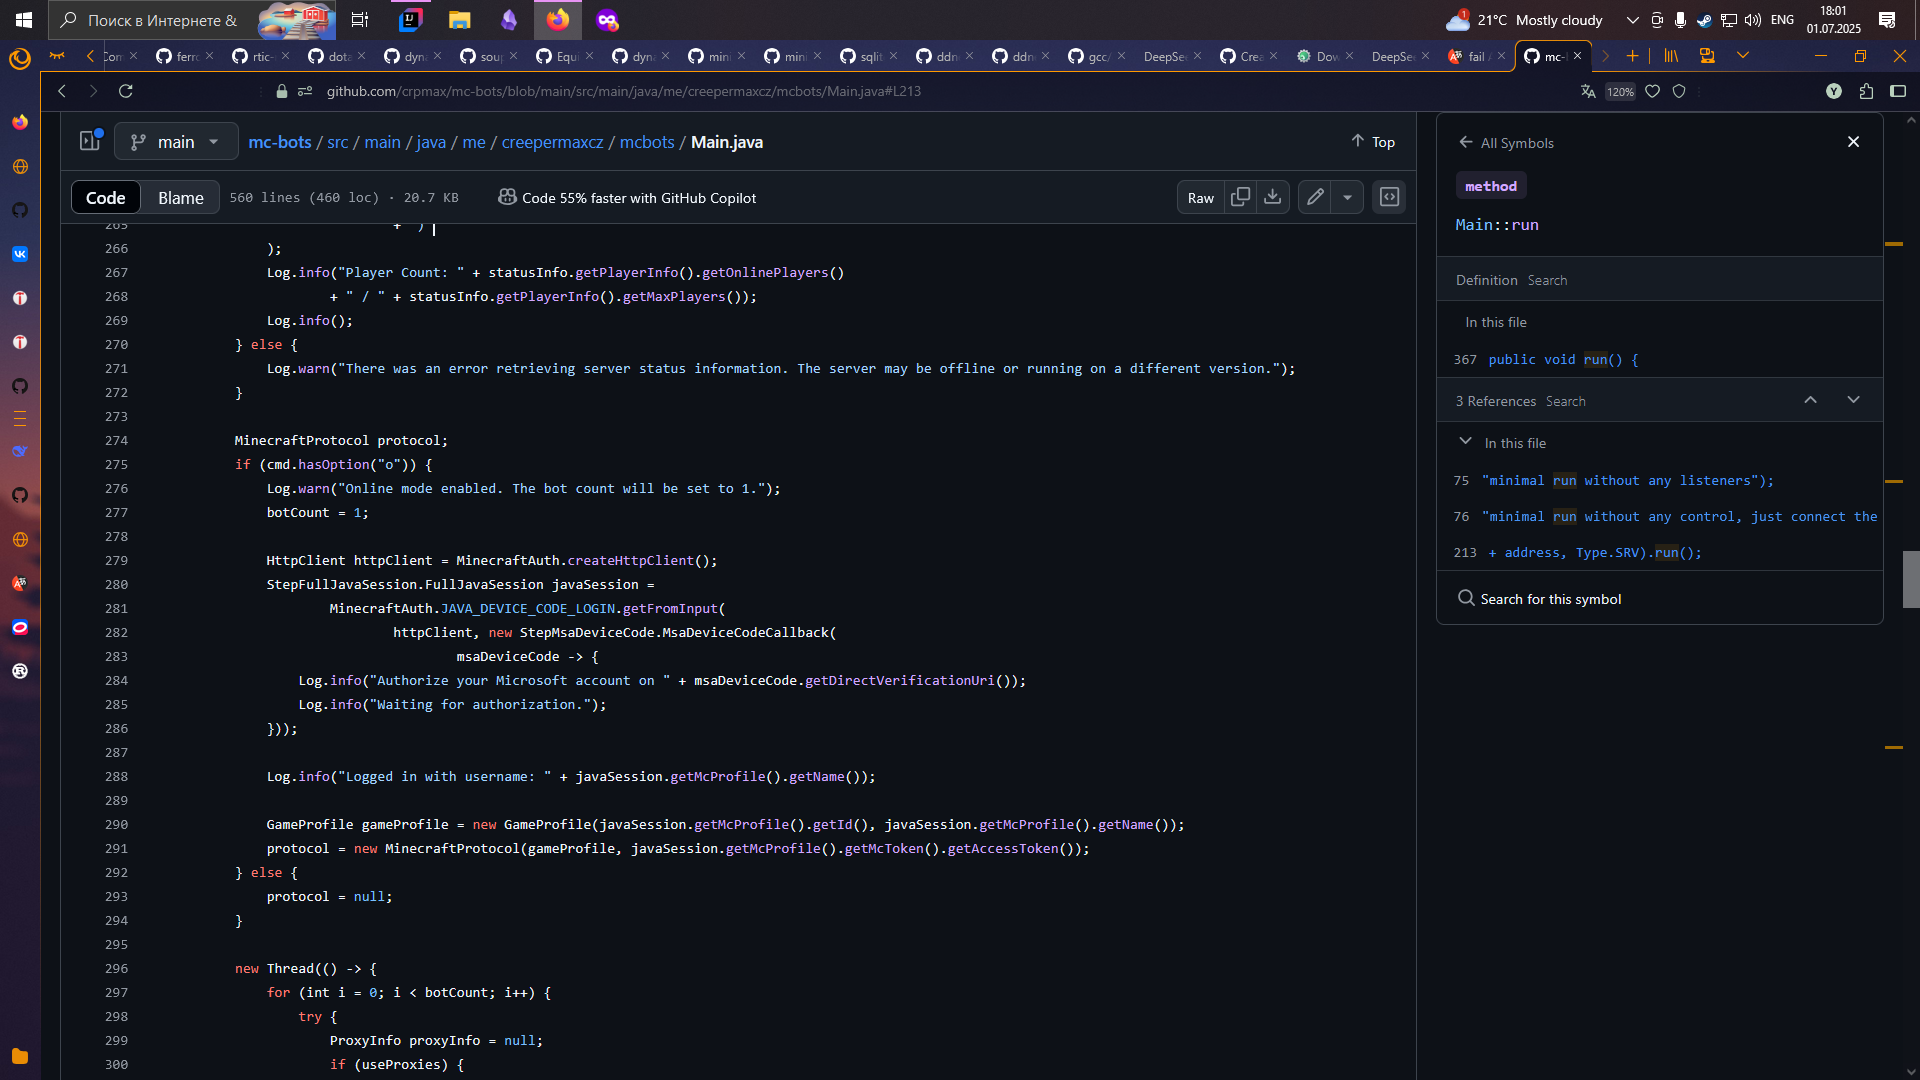 Поиск в Интернете &
21°C Mostly cloudy
ENG
18:01
01.07.2025
ferro
rtic-
dota
dyna
soup
Equi
dyna
mini
mini
sqlit
ddn
ddn
gcc/
DeepSee
Crea
Dow
DeepSee
fail
mc-
github.com/crpmax/mc-bots/blob/main/src/main/java/me/creepermaxcz/mcbots/Main.java#L213
120%
main
mc-bots / src / main / java / me / creepermaxcz / mcbots / Main.java
Top
Code Blame 560 lines (460 loc) · 20.7 KB Code 55% faster with GitHub Copilot
Raw
265 + ")"
266 );
267 Log.info("Player Count: " + statusInfo.getPlayerInfo().getOnlinePlayers()
268 + " / " + statusInfo.getPlayerInfo().getMaxPlayers());
269 Log.info();
270 } else {
271 Log.warn("There was an error retrieving server status information. The server may be offline or running on a different version.");
272 }
273
274 MinecraftProtocol protocol;
275 if (cmd.hasOption("o")) {
276 Log.warn("Online mode enabled. The bot count will be set to 1.");
277 botCount = 1;
278
279 HttpClient httpClient = MinecraftAuth.createHttpClient();
280 StepFullJavaSession.FullJavaSession javaSession =
281 MinecraftAuth.JAVA_DEVICE_CODE_LOGIN.getFromInput(
282 httpClient, new StepMsaDeviceCode.MsaDeviceCodeCallback(
283 msaDeviceCode -> {
284 Log.info("Authorize your Microsoft account on " + msaDeviceCode.getDirectVerificationUri());
285 Log.info("Waiting for authorization.");
286 }));
287
288 Log.info("Logged in with username: " + javaSession.getMcProfile().getName());
289
290 GameProfile gameProfile = new GameProfile(javaSession.getMcProfile().getId(), javaSession.getMcProfile().getName());
291 protocol = new MinecraftProtocol(gameProfile, javaSession.getMcProfile().getMcToken().getAccessToken());
292 } else {
293 protocol = null;
294 }
295
296 new Thread(() -> {
297 for (int i = 0; i < botCount; i++) {
298 try {
299 ProxyInfo proxyInfo = null;
300 if (useProxies) {
All Symbols
method
Main::run
Definition Search
In this file
367 public void run() {
3 References Search
In this file
75 "minimal run without any listeners");
76 "minimal run without any control, just connect the
213 + address, Type.SRV).run();
Search for this symbol